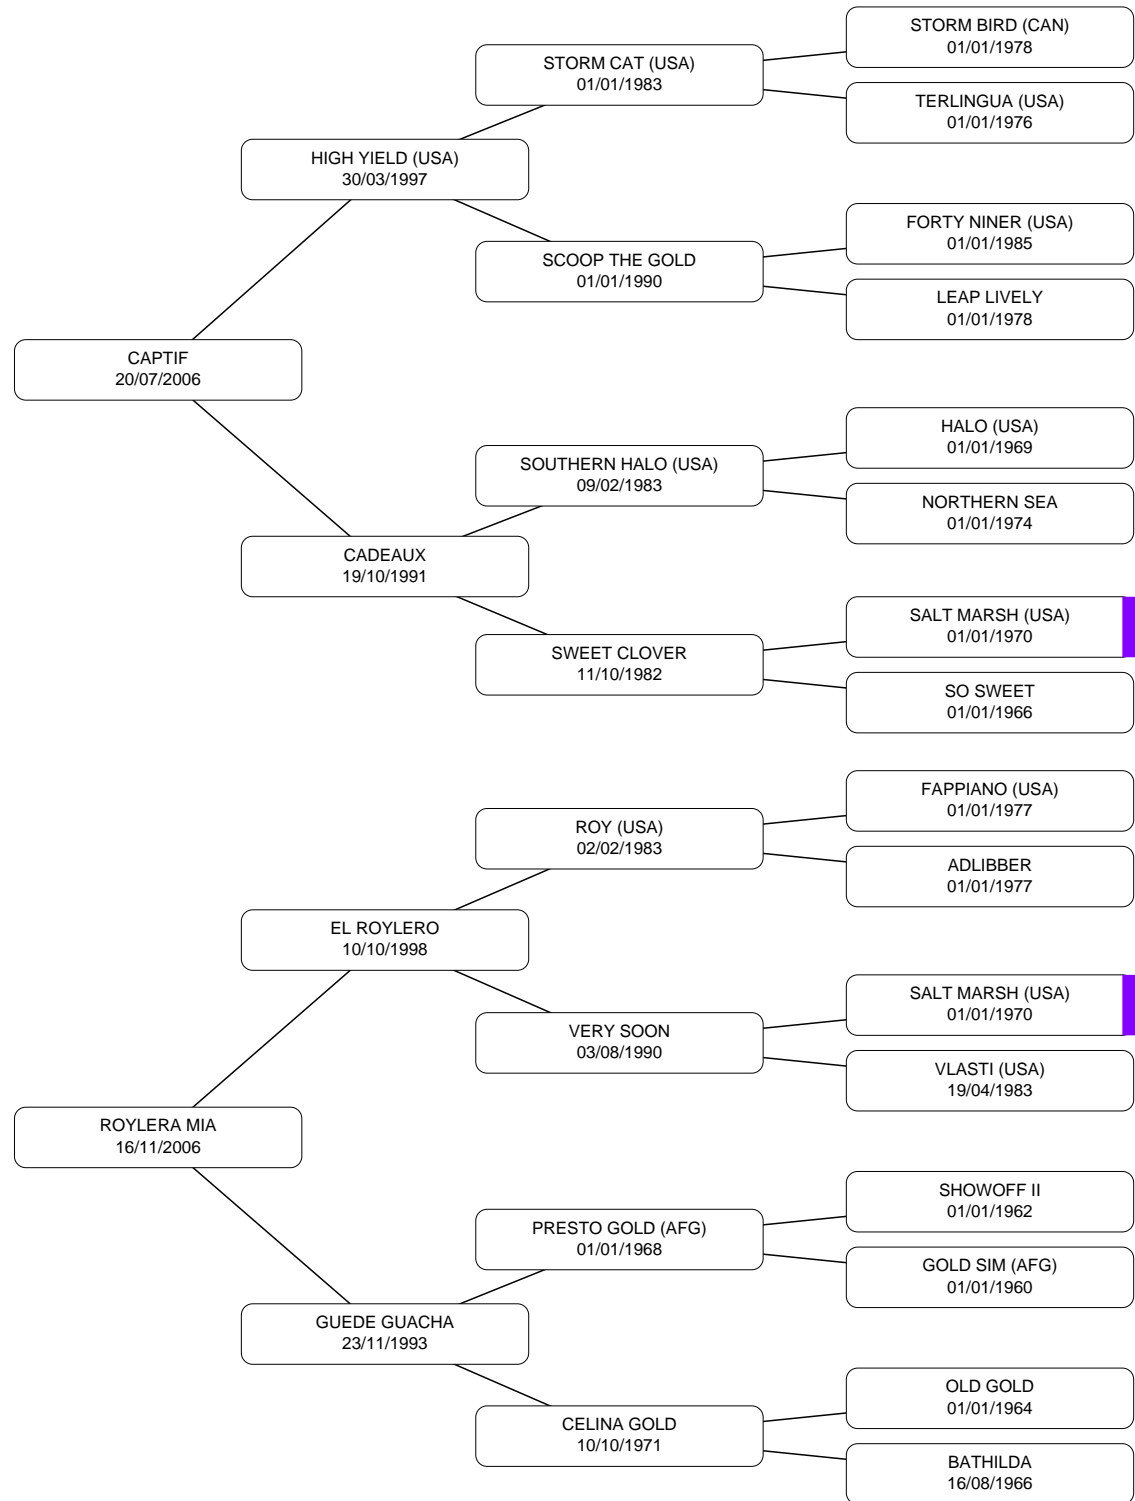 STORM BIRD (CAN)
01/01/1978
STORM CAT (USA)
01/01/1983
TERLINGUA (USA)
01/01/1976
HIGH YIELD (USA)
30/03/1997
FORTY NINER (USA)
01/01/1985
SCOOP THE GOLD
01/01/1990
LEAP LIVELY
01/01/1978
CAPTIF
20/07/2006
HALO (USA)
01/01/1969
SOUTHERN HALO (USA)
09/02/1983
NORTHERN SEA
01/01/1974
CADEAUX
19/10/1991
SALT MARSH (USA)
01/01/1970
SWEET CLOVER
11/10/1982
SO SWEET
01/01/1966
FAPPIANO (USA)
01/01/1977
ROY (USA)
02/02/1983
ADLIBBER
01/01/1977
EL ROYLERO
10/10/1998
SALT MARSH (USA)
01/01/1970
VERY SOON
03/08/1990
VLASTI (USA)
19/04/1983
ROYLERA MIA
16/11/2006
SHOWOFF II
01/01/1962
PRESTO GOLD (AFG)
01/01/1968
GOLD SIM (AFG)
01/01/1960
GUEDE GUACHA
23/11/1993
OLD GOLD
01/01/1964
CELINA GOLD
10/10/1971
BATHILDA
16/08/1966